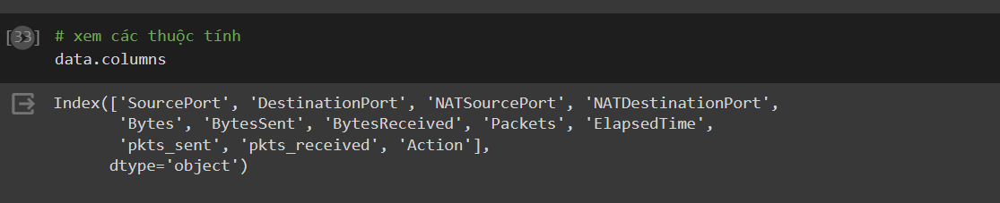 [33] # xem các thuộc tính
data.columns
Index(['SourcePort', 'DestinationPort', 'NATSourcePort', 'NATDestinationPort',
'Bytes', 'BytesSent', 'BytesReceived', 'Packets', 'ElapsedTime',
'pkts_sent', 'pkts_received', 'Action'],
dtype='object')